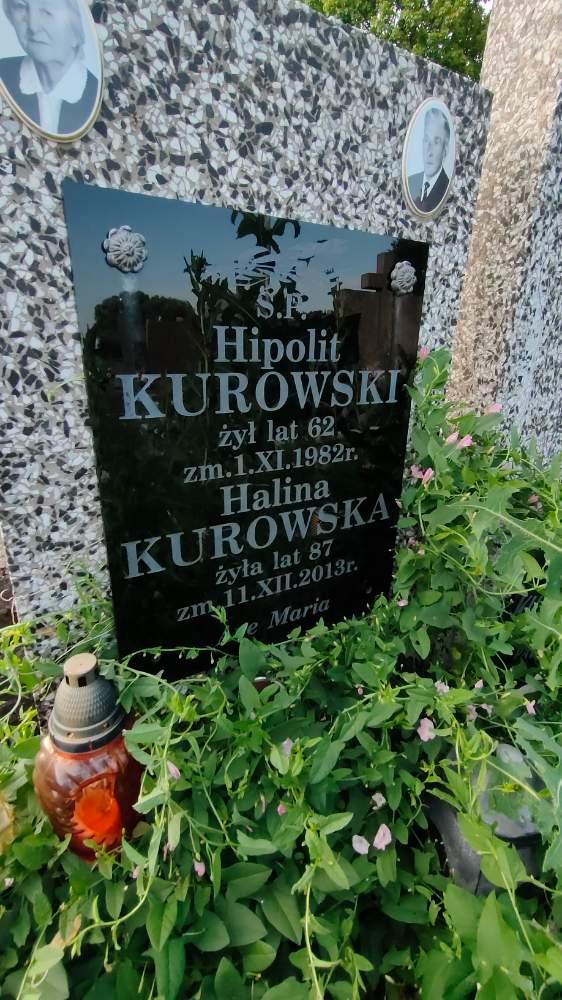 Ś.P.
Hipolit
KUROWSKI
żył lat 62
zm.1.XI.1982r.
Halina
KUROWSKA
żyła lat 87
zm.11.XII.2013r.
Maria